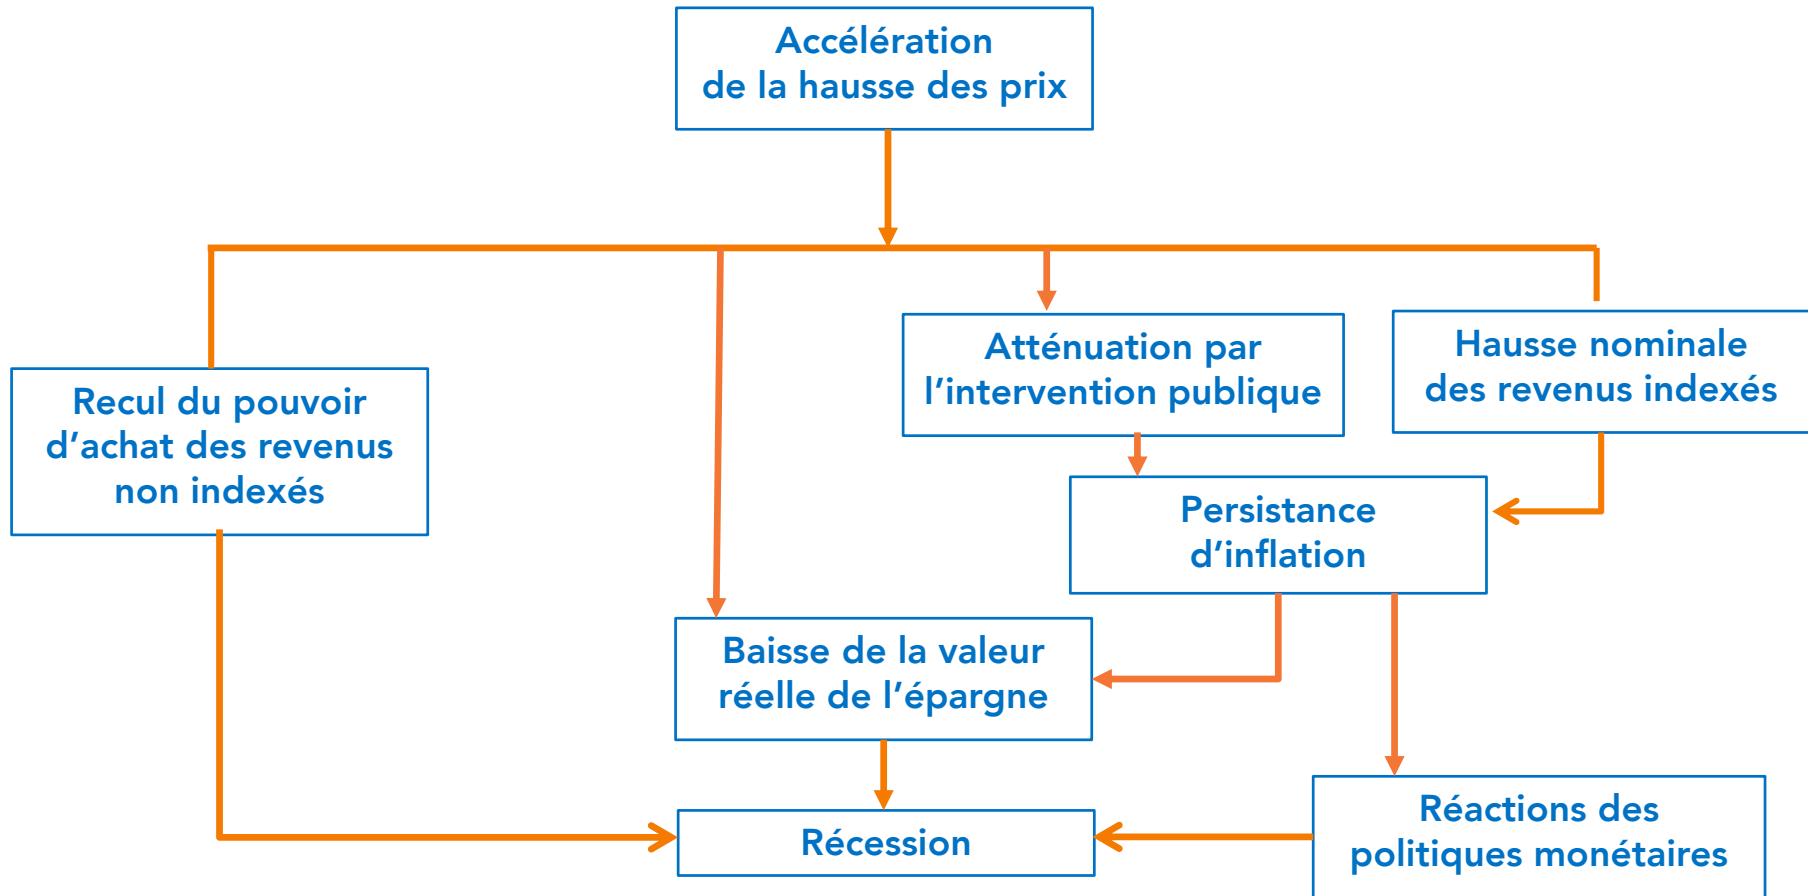 Accélération
de la hausse des prix
Atténuation par
l’intervention publique
Hausse nominale
des revenus indexés
Recul du pouvoir
d’achat des revenus
non indexés
Persistance
d’inflation
Baisse de la valeur
réelle de l’épargne
Réactions des
politiques monétaires
Récession